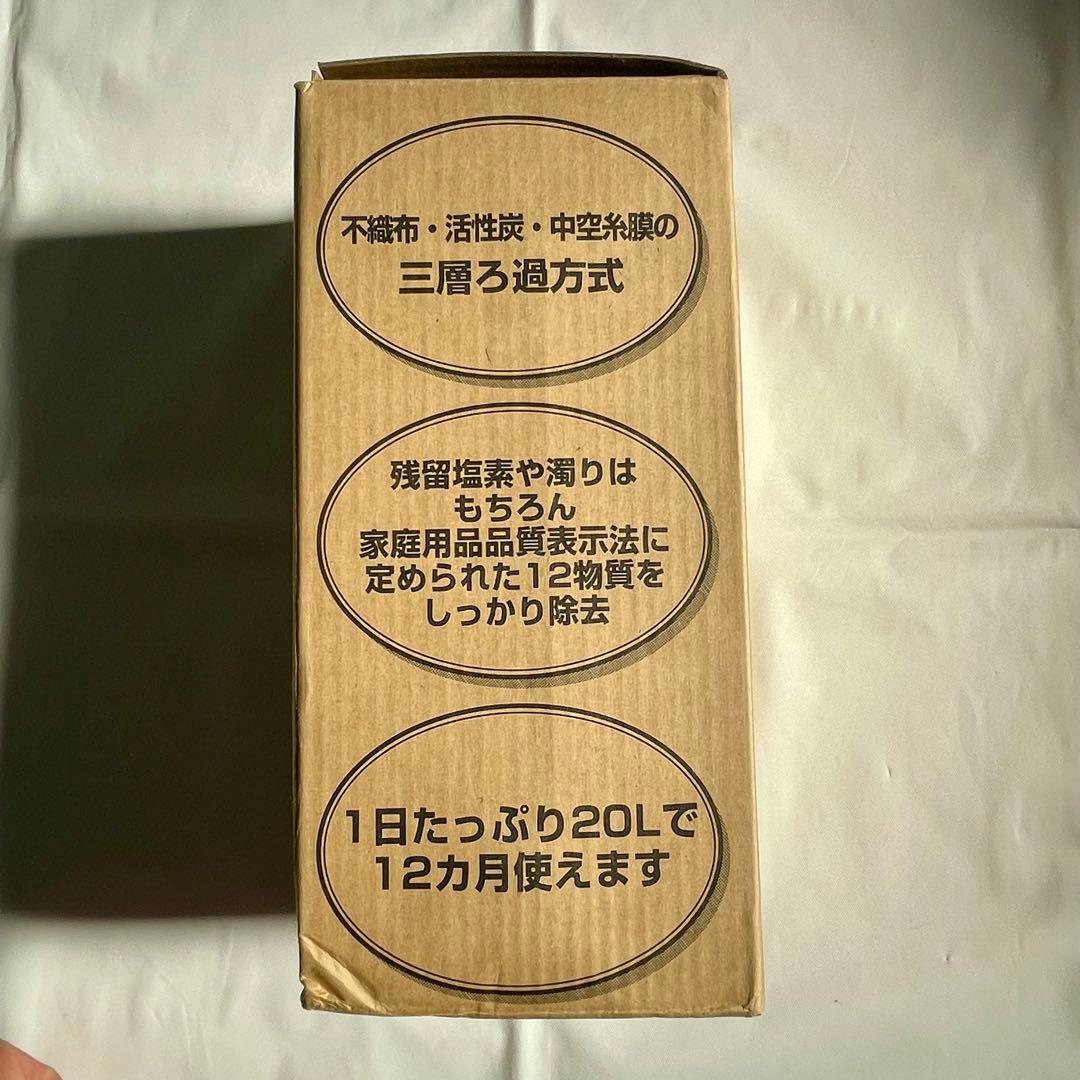 不織布・活性炭・中空糸膜の
三層ろ過方式
残留塩素や濁りは
もちろん
家庭用品品質表示法に
定められた12物質を
しっかり除去
1日たっぷり20Lで
12カ月使えます